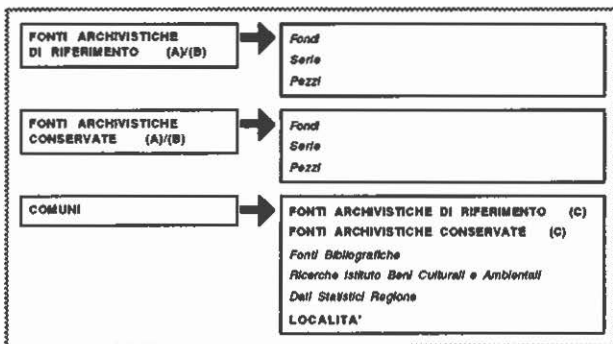 FONTI ARCHIVISTICHE
DI RIFERIMENTO (A)/(B)
Fondi
Serie
Pezzi
FONTI ARCHIVISTICHE
CONSERVATE (A)/(B)
Fondi
Serie
Pezzi
COMUNI
FONTI ARCHIVISTICHE DI RIFERIMENTO (C)
FONTI ARCHIVISTICHE CONSERVATE (C)
Fonti Bibliografiche
Ricerche Istituto Beni Culturali e Ambientali
Dati Statistici Regione
LOCALITA'